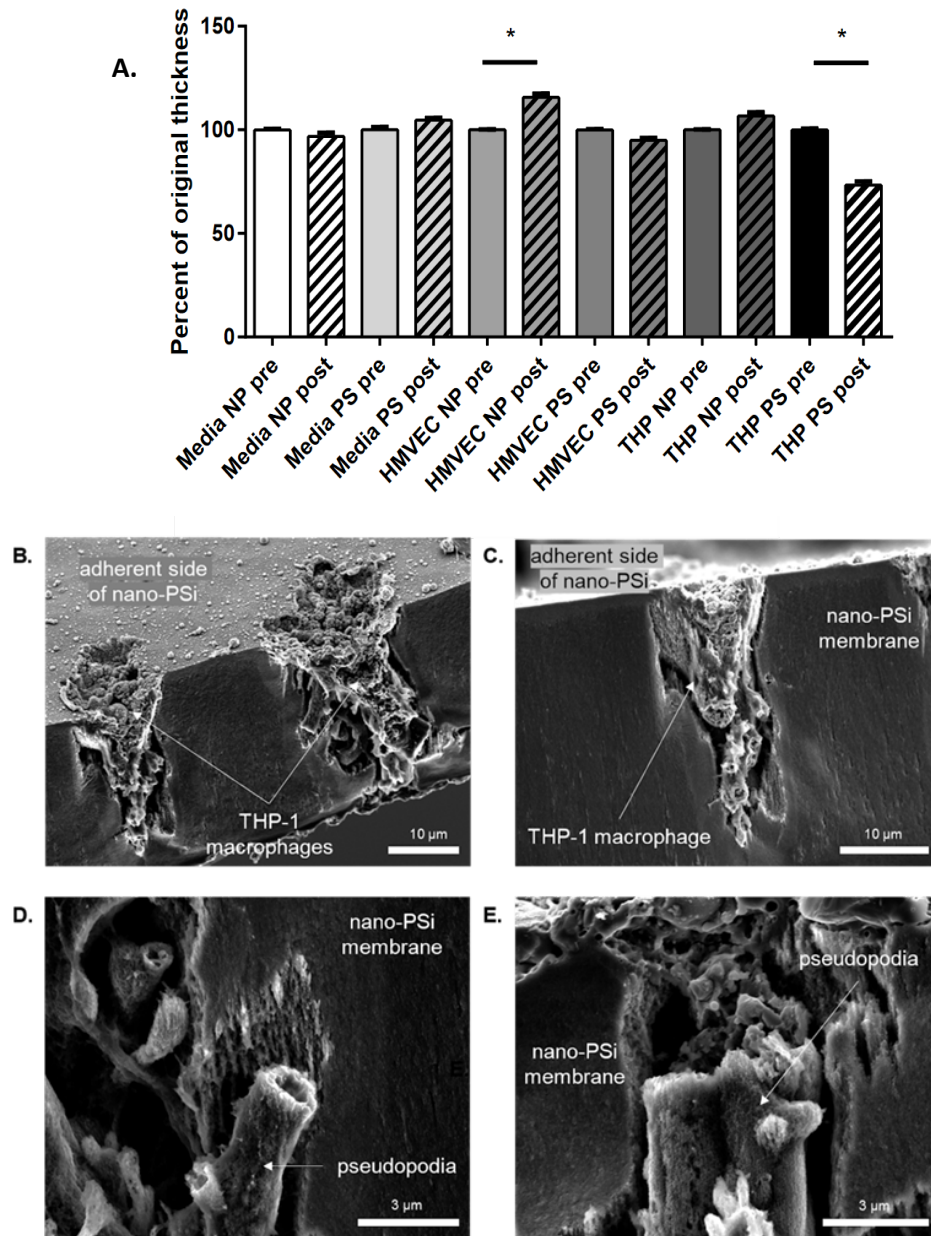 A.
Percent of original thickness
150
100
50
0
*
*
Media NP pre
Media NP post
Media PS pre
Media PS post
HMVEC NP pre
HMVEC NP post
HMVEC PS pre
HMVEC PS post
THP NP pre
THP NP post
THP PS pre
THP PS post
B.
adherent side
of nano-PSi
THP-1
macrophages
10 µm
C.
adherent side
of nano-PSi
nano-PSi
membrane
THP-1 macrophage
10 µm
D.
nano-PSi
membrane
pseudopodia
3 µm
E.
E.
pseudopodia
nano-PSi
membrane
3 µm